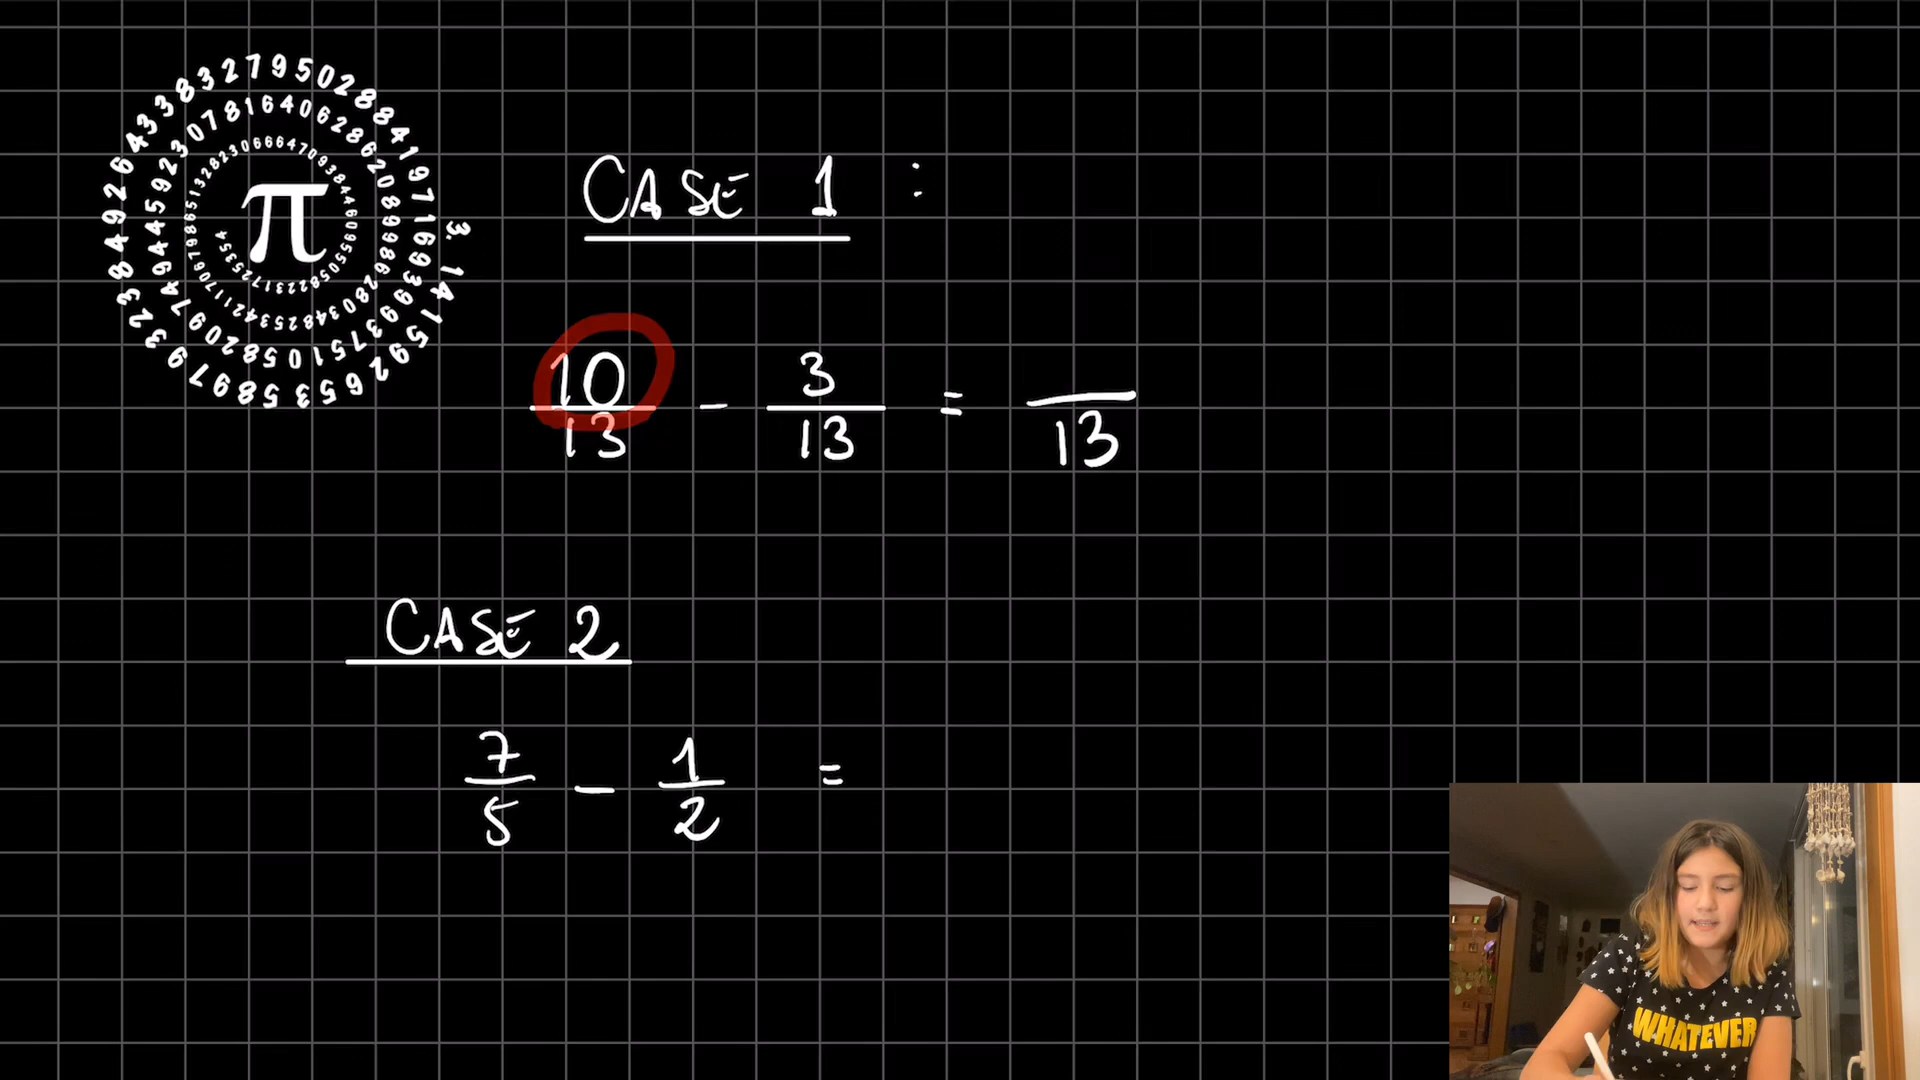 π
CASE 1 :
10/13 - 3/13 = /13
CASE 2
7/5 - 1/2 =
WHATEVER